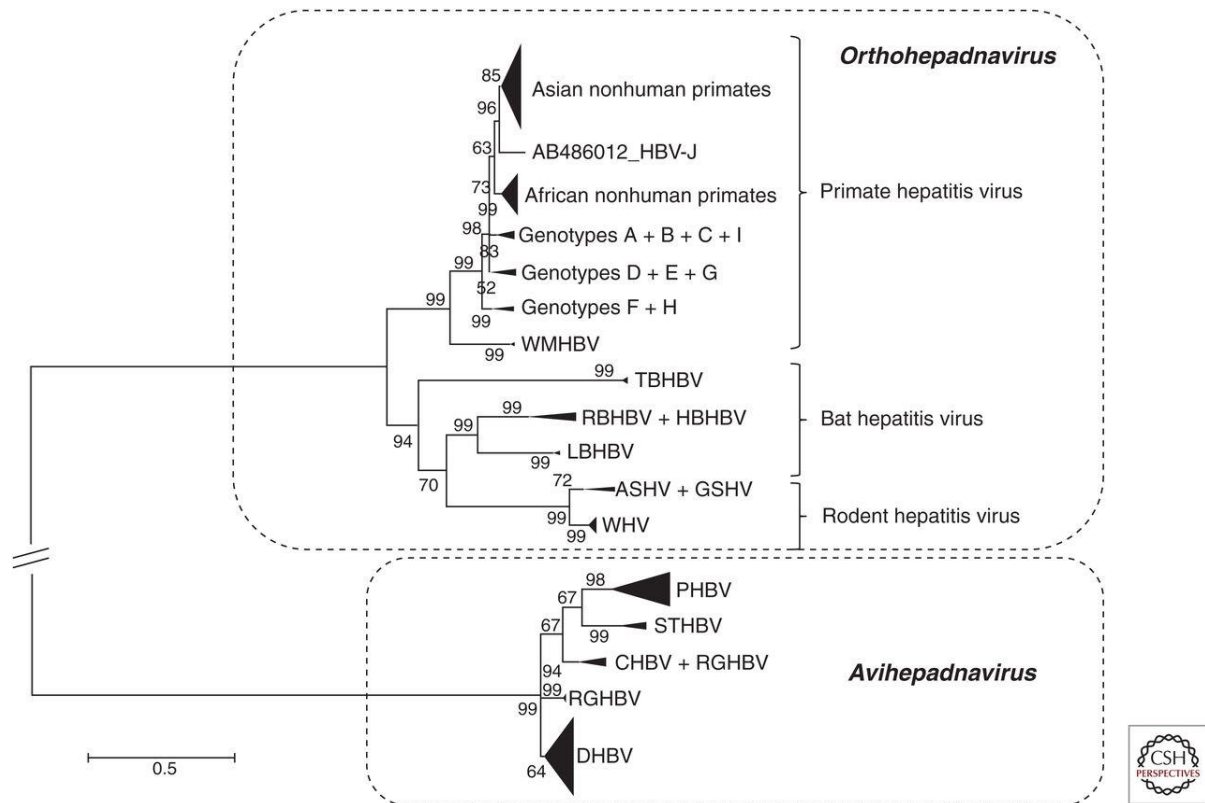 Orthohepadnavirus
85
Asian nonhuman primates
96
63
AB486012_HBV-J
73
African nonhuman primates
Primate hepatitis virus
99
98
Genotypes A + B + C + I
83
99
Genotypes D + E + G
52
99
Genotypes F + H
99
WMHBV
99
99
TBHBV
99
RBHBV + HBHBV
Bat hepatitis virus
99
94
LBHBV
99
70
72
ASHV + GSHV
99
WHV
Rodent hepatitis virus
99
98
PHBV
67
STHBV
67
99
CHBV + RGHBV
94
Avihepadnavirus
99
RGHBV
99
DHBV
64
0.5
CSH
PERSPECTIVES